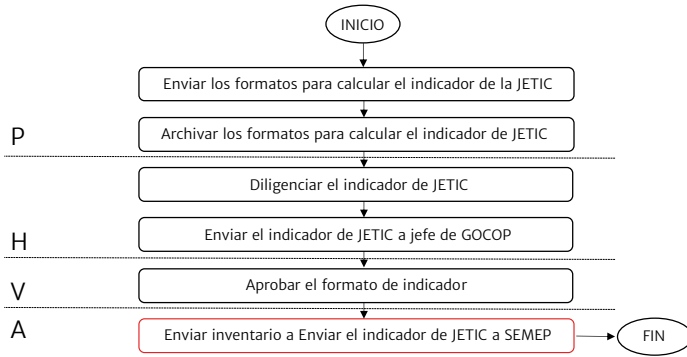 INICIO
Enviar los formatos para calcular el indicador de la JETIC
P
Archivar los formatos para calcular el indicador de JETIC
Diligenciar el indicador de JETIC
H
Enviar el indicador de JETIC a jefe de GOCOP
V
Aprobar el formato de indicador
A
Enviar inventario a Enviar el indicador de JETIC a SEMEP
FIN